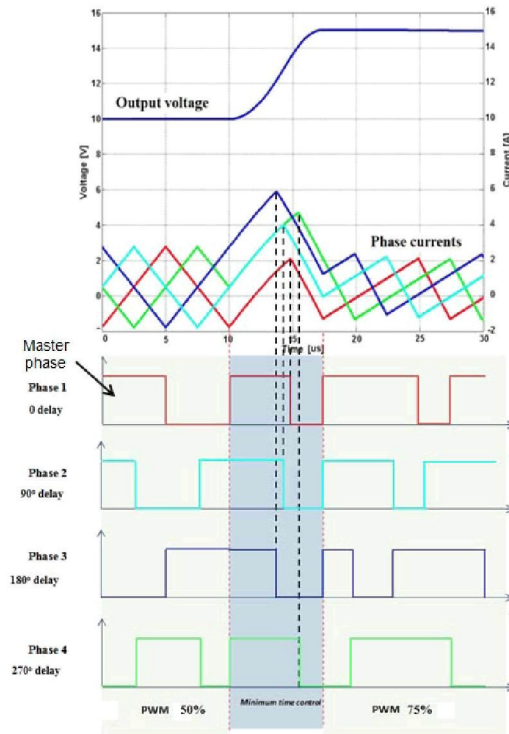 16
14
12
10
8
6
4
2
0
-2
16
14
12
10
8
6
4
2
0
-2
Voltage [V]
Current [A]
Output voltage
Phase currents
0
5
10
15
20
25
30
Time [us]
Master
phase
Phase 1
0 delay
Phase 2
90° delay
Phase 3
180° delay
Phase 4
270° delay
PWM 50%
Minimum time control
PWM 75%